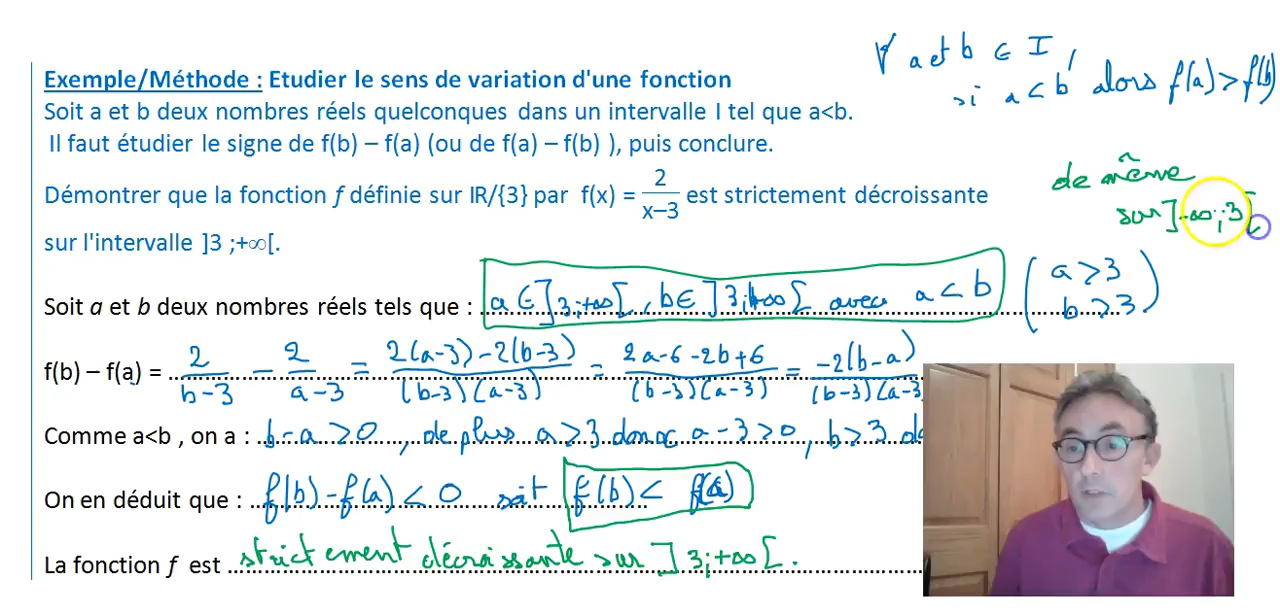 ∀ a et b ∈ I,
si a < b alors f(a) > f(b)
Exemple/Méthode : Etudier le sens de variation d'une fonction
Soit a et b deux nombres réels quelconques dans un intervalle I tel que a<b.
Il faut étudier le signe de f(b) – f(a) (ou de f(a) – f(b) ), puis conclure.
de même
sur ]-∞;3[
Démontrer que la fonction f définie sur IR/{3} par f(x) = 2/(x–3) est strictement décroissante
sur l'intervalle ]3 ;+∞[.
Soit a et b deux nombres réels tels que : a ∈ ]3;+∞[, b ∈ ]3;+∞[ avec a < b (a > 3
b > 3)
f(b) – f(a) = 2/(b-3) - 2/(a-3) = (2(a-3)-2(b-3))/((b-3)(a-3)) = (2a-6-2b+6)/((b-3)(a-3)) = -2(b-a)/((b-3)(a-3
Comme a<b , on a : b-a > 0, de plus a > 3 donc a-3 > 0, b > 3 do
On en déduit que : f(b)-f(a) < 0 soit f(b) < f(a)
La fonction f est strictement décroissante sur ]3;+∞[.